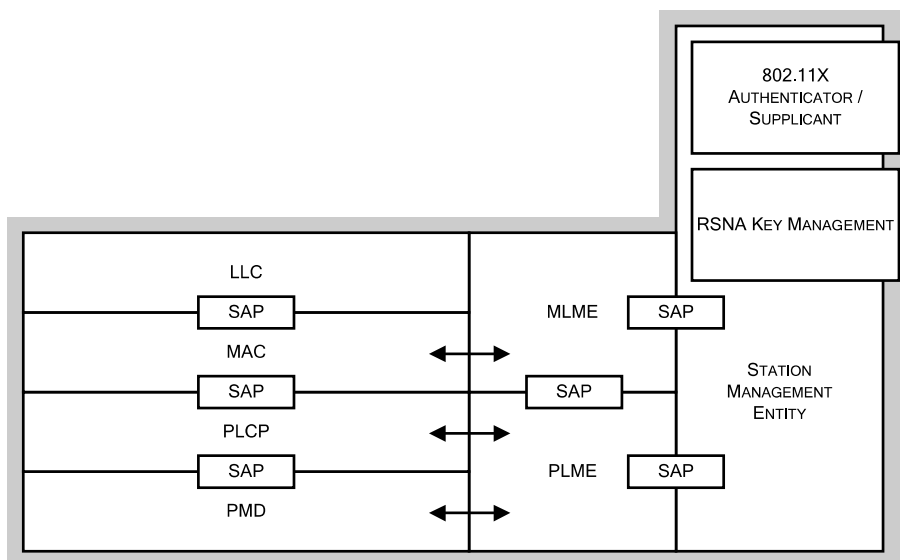 802.11X
AUTHENTICATOR /
SUPPLICANT
RSNA KEY MANAGEMENT
LLC
SAP
MLME
SAP
MAC
SAP
SAP
STATION
MANAGEMENT
ENTITY
PLCP
SAP
PLME
SAP
PMD